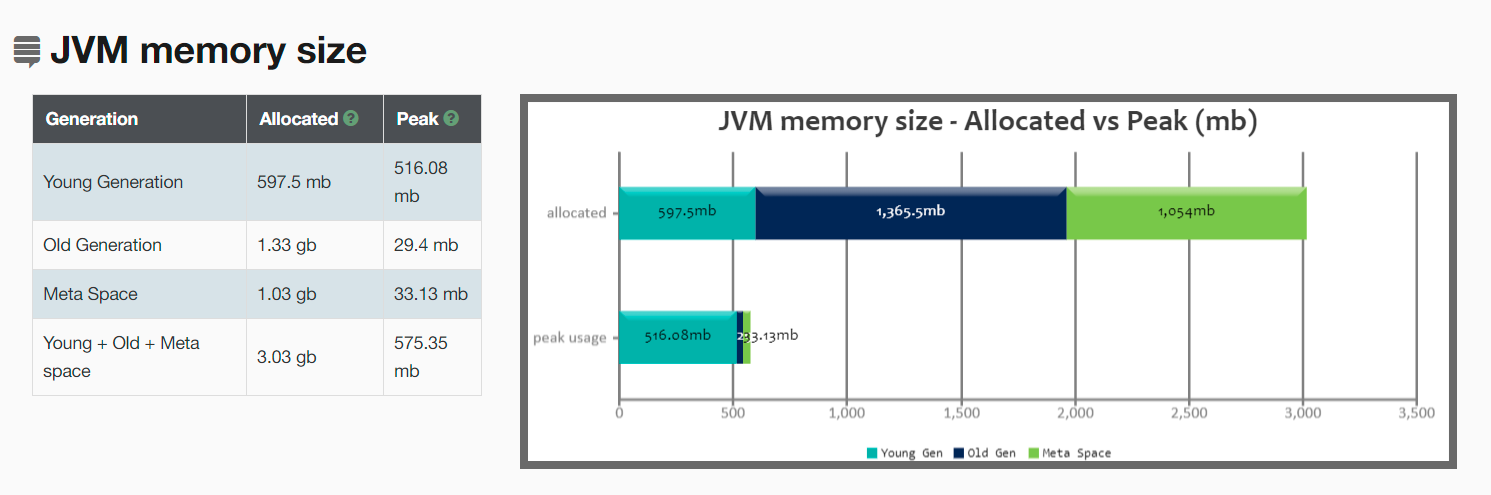 JVM memory size
Generation Allocated ? Peak ?
Young Generation 597.5 mb 516.08
mb
Old Generation 1.33 gb 29.4 mb
Meta Space 1.03 gb 33.13 mb
Young + Old + Meta
space 3.03 gb 575.35
mb
JVM memory size - Allocated vs Peak (mb)
allocated 597.5mb 1,365.5mb 1,054mb
peak usage 516.08mb 33.13mb
0 500 1,000 1,500 2,000 2,500 3,000 3,500
Young Gen Old Gen Meta Space